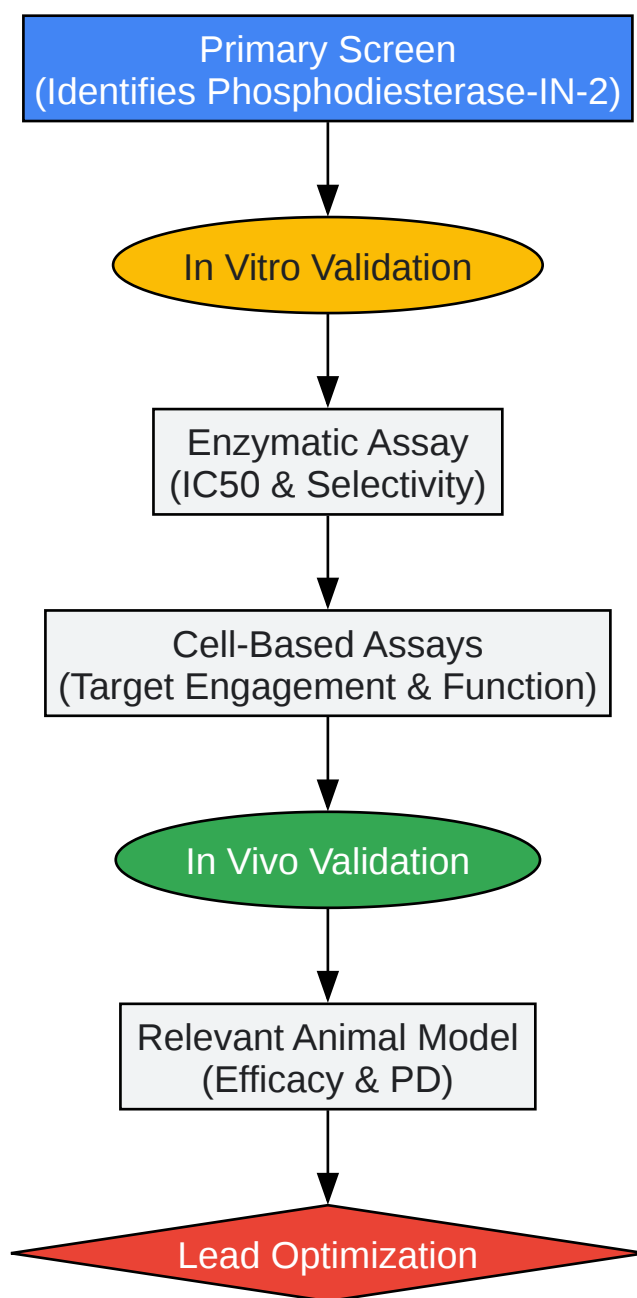 Primary Screen
(Identifies Phosphodiesterase-IN-2)
In Vitro Validation
Enzymatic Assay
(IC50 & Selectivity)
Cell-Based Assays
(Target Engagement & Function)
In Vivo Validation
Relevant Animal Model
(Efficacy & PD)
Lead Optimization